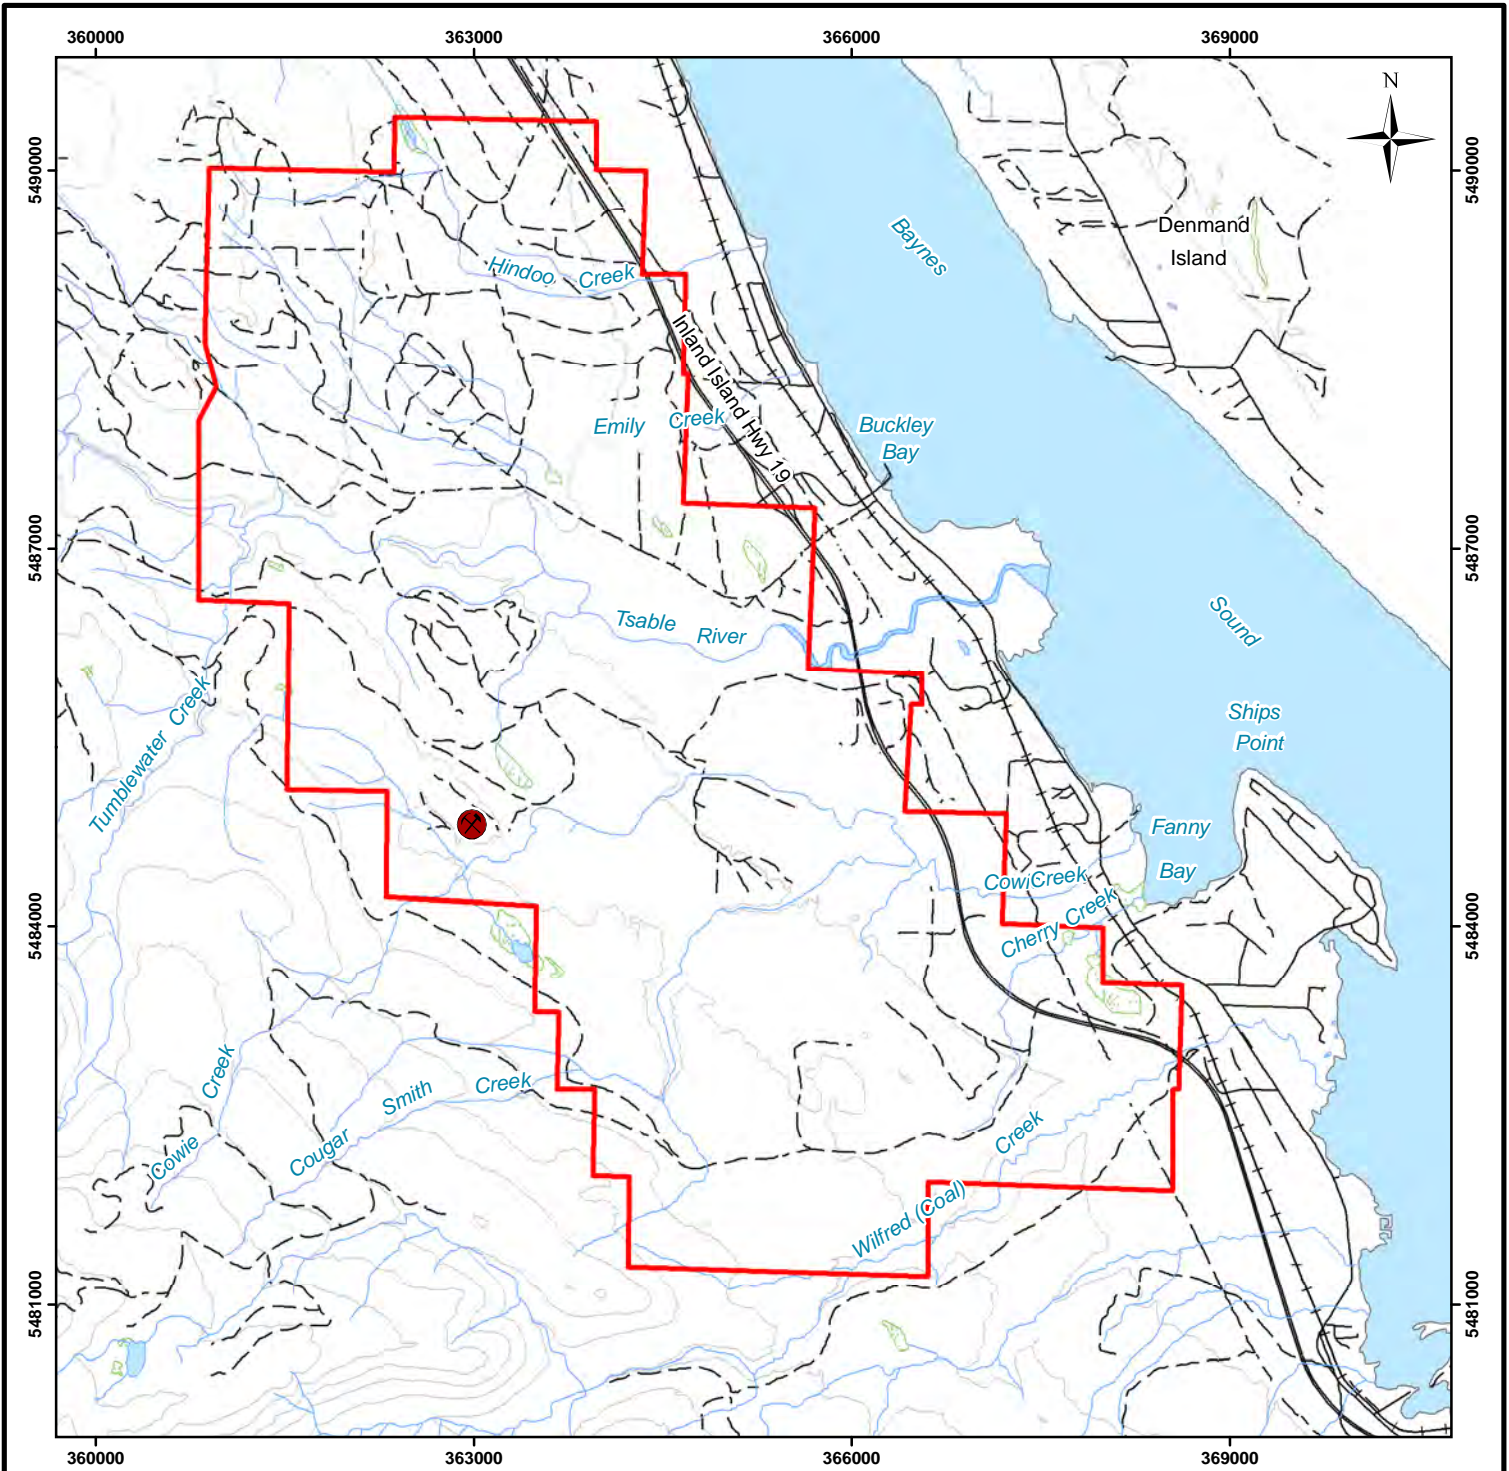 360000 363000 366000 369000
N
5490000 5490000
Denmand
Island
Baynes
Hindoo Creek
Inland Island Hwy 19
Emily Creek
Buckley
Bay
5487000 5487000
Sound
Tsable River
Tumblewater Creek
Ships
Point
Fanny
Bay
Cowi Creek
Cherry Creek
5484000 5484000
Cowie Creek
Cougar Smith Creek
Wilfred (Coal) Creek
5481000 5481000
360000 363000 366000 369000